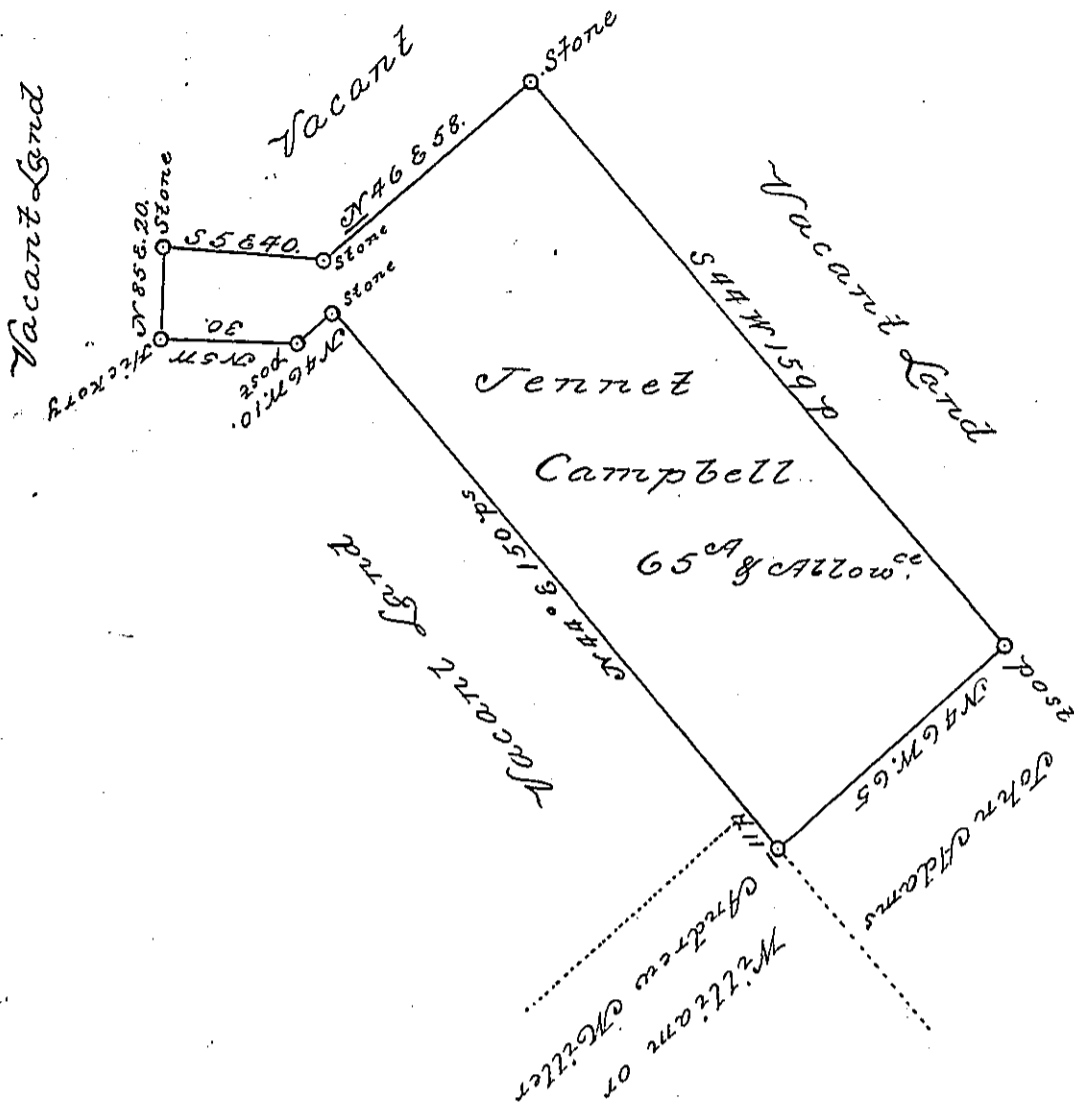 Vacant Land
Vacant
Stone
N 46 E 58.
Stone
N 85 E. 20.
S 5 E 40.
Stone
Stone
Hickory
N 5 W 30.
post
N 46 W. 10.
Vacant Land
S 44 W 159 p
Jennet
Campbell
65 A & Allow.ce
N 44° E 150 ps
Vacant Land
post
N 46 W. 65
John Adams
Andrew Miller
William or